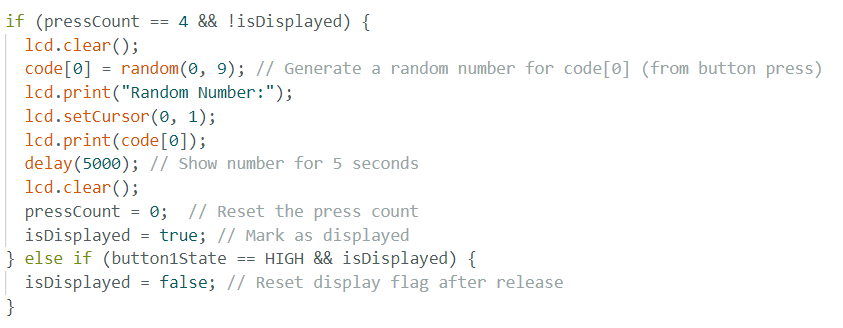 if (pressCount == 4 && !isDisplayed) {
  lcd.clear();
  code[0] = random(0, 9); // Generate a random number for code[0] (from button press)
  lcd.print("Random Number:");
  lcd.setCursor(0, 1);
  lcd.print(code[0]);
  delay(5000); // Show number for 5 seconds
  lcd.clear();
  pressCount = 0;  // Reset the press count
  isDisplayed = true; // Mark as displayed
} else if (button1State == HIGH && isDisplayed) {
  isDisplayed = false; // Reset display flag after release
}